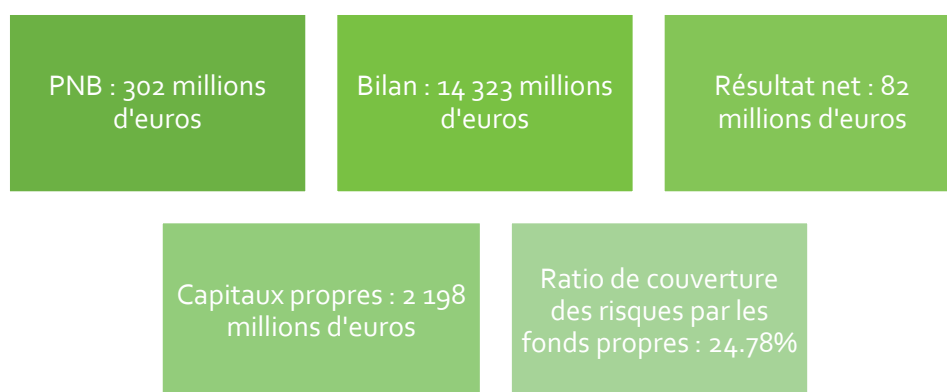 PNB : 302 millions
d'euros
Bilan : 14 323 millions
d'euros
Résultat net : 82
millions d'euros
Capitaux propres : 2 198
millions d'euros
Ratio de couverture
des risques par les
fonds propres : 24.78%